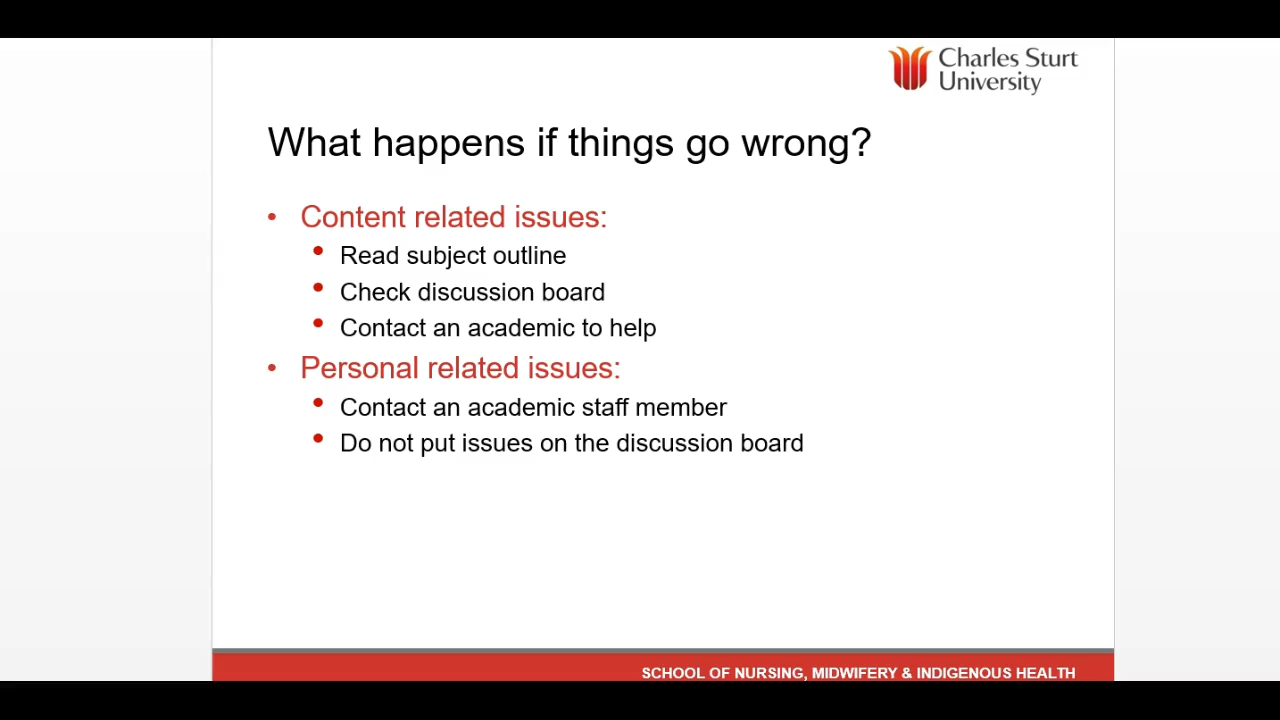 Charles Sturt
University
What happens if things go wrong?
• Content related issues:
• Read subject outline
• Check discussion board
• Contact an academic to help
• Personal related issues:
• Contact an academic staff member
• Do not put issues on the discussion board
SCHOOL OF NURSING, MIDWIFERY & INDIGENOUS HEALTH